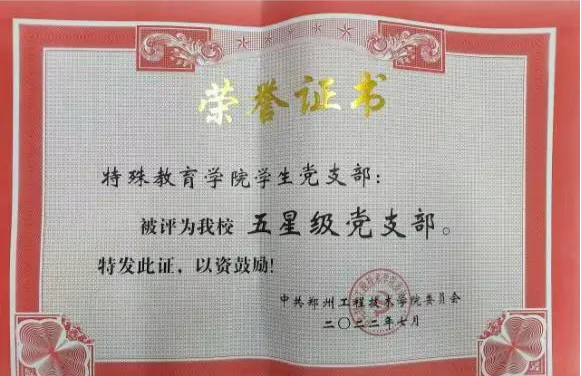 荣誉证书
特殊教育学院学生党支部：
被评为我校 五星级党支部。
特发此证，以资鼓励！
中共郑州工程技术学院委员会
二〇二二年七月